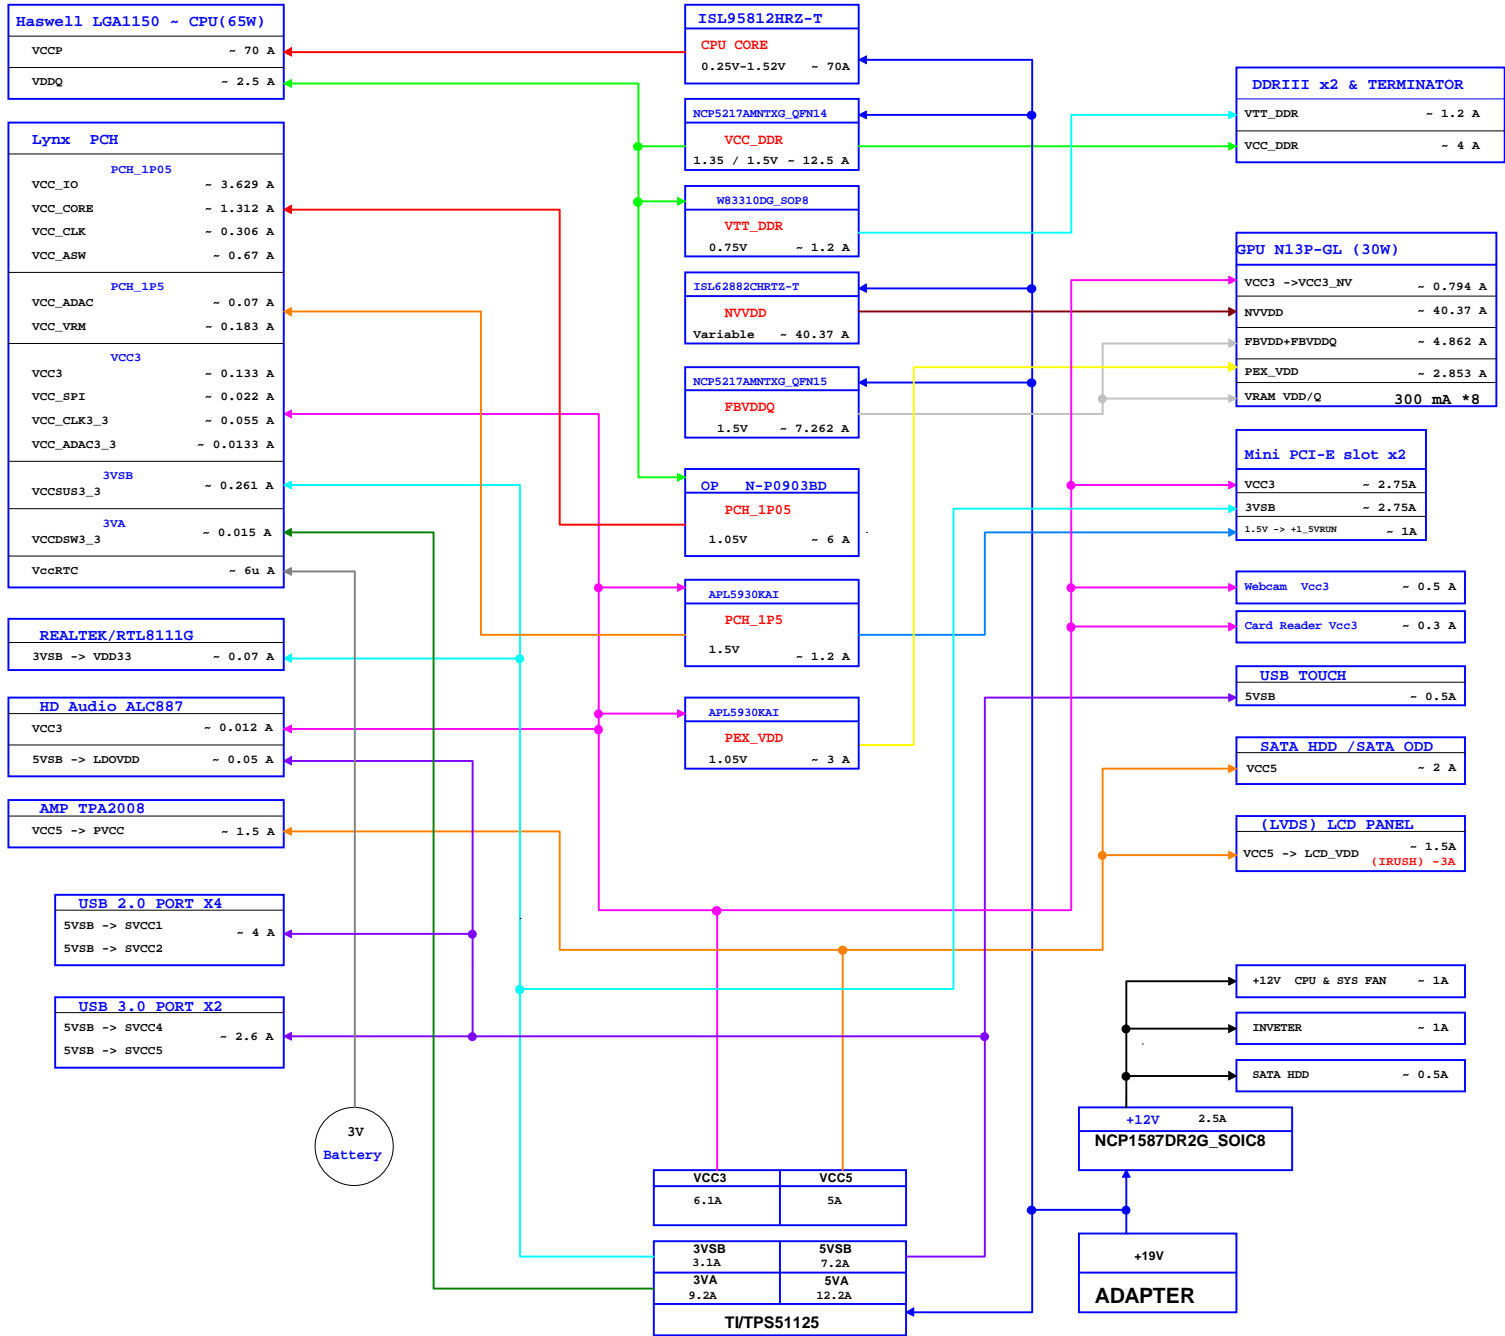 Haswell LGA1150 ~ CPU(65W)
VCCP ~ 70 A
VDDQ ~ 2.5 A
Lynx PCH
PCH_1P05
VCC_IO ~ 3.629 A
VCC_CORE ~ 1.312 A
VCC_CLK ~ 0.306 A
VCC_ASW ~ 0.67 A
PCH_1P5
VCC_ADAC ~ 0.07 A
VCC_VRM ~ 0.183 A
VCC3
VCC3 ~ 0.133 A
VCC_SPI ~ 0.022 A
VCC_CLK3_3 ~ 0.055 A
VCC_ADAC3_3 ~ 0.0133 A
3VSB
VCCSUS3_3 ~ 0.261 A
3VA
VCCDSW3_3 ~ 0.015 A
VccRTC ~ 6u A
REALTEK/RTL8111G
3VSB -> VDD33 ~ 0.07 A
HD Audio ALC887
VCC3 ~ 0.012 A
5VSB -> LDOVDD ~ 0.05 A
AMP TPA2008
VCC5 -> PVCC ~ 1.5 A
USB 2.0 PORT X4
5VSB -> SVCC1
~ 4 A
5VSB -> SVCC2
USB 3.0 PORT X2
5VSB -> SVCC4
~ 2.6 A
5VSB -> SVCC5
3V
Battery
ISL95812HRZ-T
CPU CORE
0.25V-1.52V ~ 70A
NCP5217AMNTXG_QFN14
VCC_DDR
1.35 / 1.5V ~ 12.5 A
W83310DG_SOP8
VTT_DDR
0.75V ~ 1.2 A
ISL62882CHRTZ-T
NVVDD
Variable ~ 40.37 A
NCP5217AMNTXG_QFN15
FBVDDQ
1.5V ~ 7.262 A
OP N-P0903BD
PCH_1P05
1.05V ~ 6 A
APL5930KAI
PCH_1P5
1.5V ~ 1.2 A
APL5930KAI
PEX_VDD
1.05V ~ 3 A
VCC3 VCC5
6.1A 5A
3VSB 5VSB
3.1A 7.2A
3VA 5VA
9.2A 12.2A
TI/TPS51125
DDRIII x2 & TERMINATOR
VTT_DDR ~ 1.2 A
VCC_DDR ~ 4 A
GPU N13P-GL (30W)
VCC3 ->VCC3_NV ~ 0.794 A
NVVDD ~ 40.37 A
FBVDD+FBVDDQ ~ 4.862 A
PEX_VDD ~ 2.853 A
VRAM VDD/Q 300 mA *8
Mini PCI-E slot x2
VCC3 ~ 2.75A
3VSB ~ 2.75A
1.5V -> +1_5VRUN ~ 1A
Webcam Vcc3 ~ 0.5 A
Card Reader Vcc3 ~ 0.3 A
USB TOUCH
5VSB ~ 0.5A
SATA HDD /SATA ODD
VCC5 ~ 2 A
(LVDS) LCD PANEL
~ 1.5A
VCC5 -> LCD_VDD
(IRUSH) -3A
+12V CPU & SYS FAN ~ 1A
INVETER ~ 1A
SATA HDD ~ 0.5A
+12V 2.5A
NCP1587DR2G_SOIC8
+19V
ADAPTER